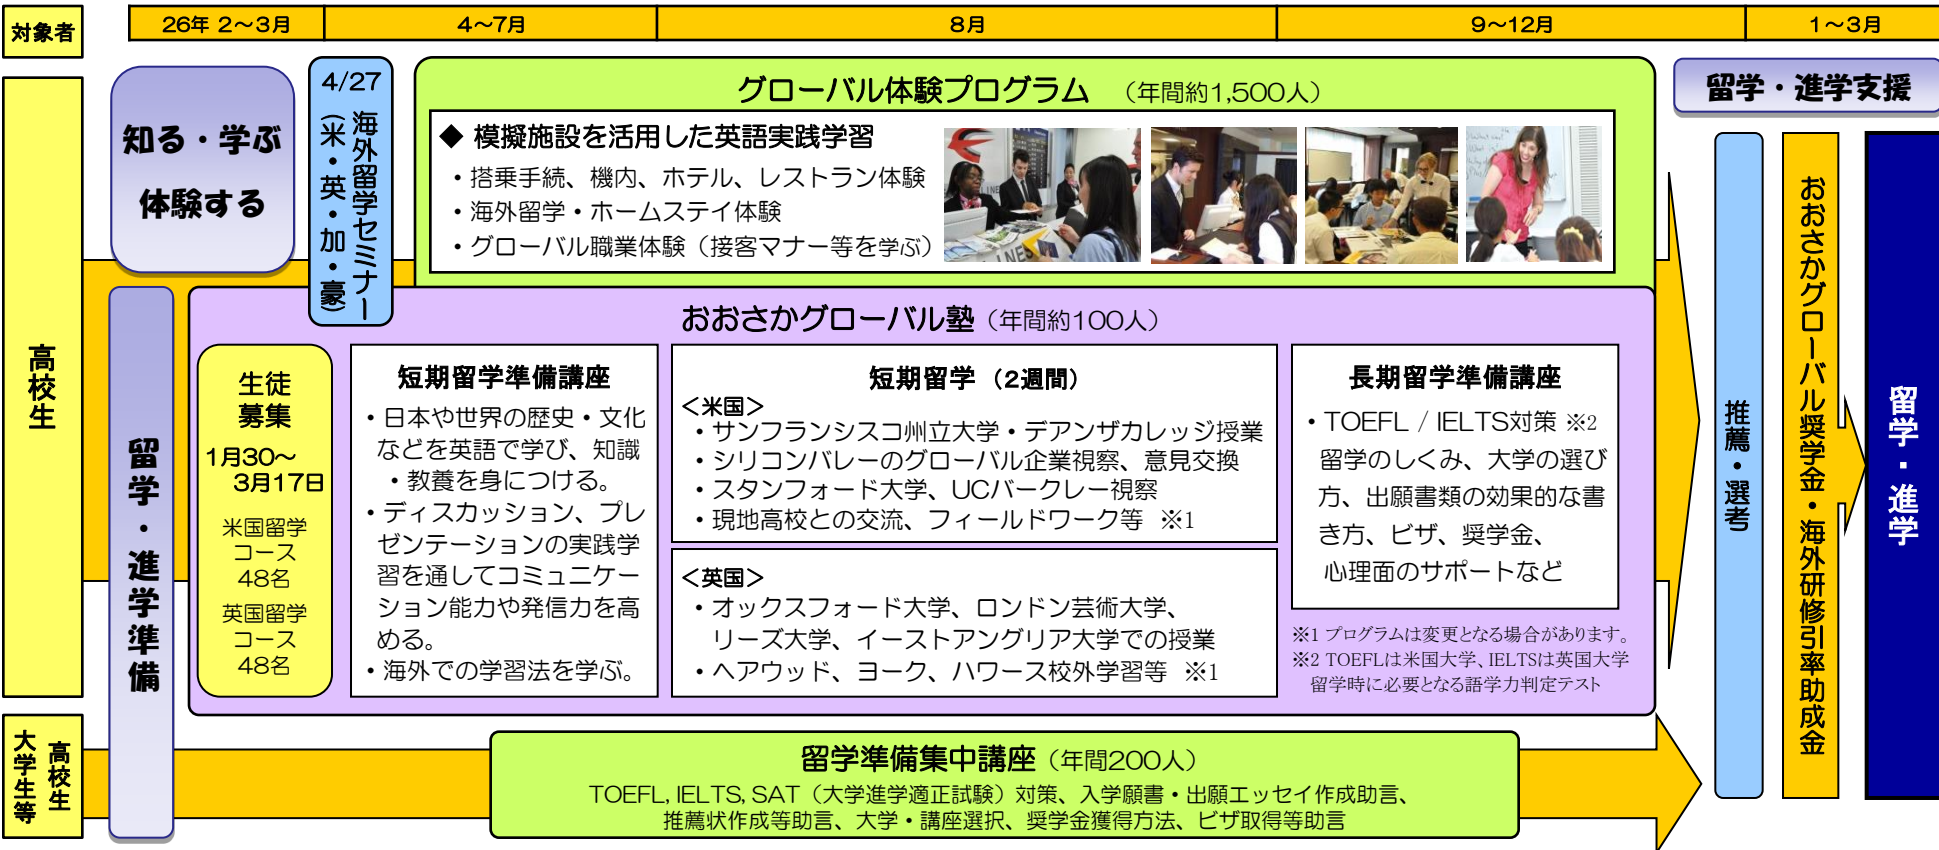 対象者
26年 2～3月
4～7月
8月
9～12月
1～3月
高校生
知る・学ぶ
体験する
4/27
海外留学セミナー
（米・英・加・豪）
グローバル体験プログラム （年間約1,500人）
◆ 模擬施設を活用した英語実践学習
・搭乗手続、機内、ホテル、レストラン体験
・海外留学・ホームステイ体験
・グローバル職業体験（接客マナー等を学ぶ）
留学・進学支援
留学・進学準備
おおさかグローバル塾（年間約100人）
生徒
募集
1月30～
3月17日
米国留学
コース
48名
英国留学
コース
48名
短期留学準備講座
・日本や世界の歴史・文化
などを英語で学び、知識
・教養を身につける。
・ディスカッション、プレ
ゼンテーションの実践学
習を通してコミュニケー
ション能力や発信力を高
める。
・海外での学習法を学ぶ。
短期留学（2週間）
＜米国＞
・サンフランシスコ州立大学・デアンザカレッジ授業
・シリコンバレーのグローバル企業視察、意見交換
・スタンフォード大学、UCバークレー視察
・現地高校との交流、フィールドワーク等 ※1
＜英国＞
・オックスフォード大学、ロンドン芸術大学、
リーズ大学、イーストアングリア大学での授業
・ヘアウッド、ヨーク、ハワース校外学習等 ※1
長期留学準備講座
・TOEFL / IELTS対策 ※2
留学のしくみ、大学の選び
方、出願書類の効果的な書
き方、ビザ、奨学金、
心理面のサポートなど
※1 プログラムは変更となる場合があります。
※2 TOEFLは米国大学、IELTSは英国大学
留学時に必要となる語学力判定テスト
推薦・選考
おおさかグローバル奨学金・海外研修引率助成金
留学・進学
高校生
大学生等
留学準備集中講座（年間200人）
TOEFL, IELTS, SAT（大学進学適正試験）対策、入学願書・出願エッセイ作成助言、
推薦状作成等助言、大学・講座選択、奨学金獲得方法、ビザ取得等助言